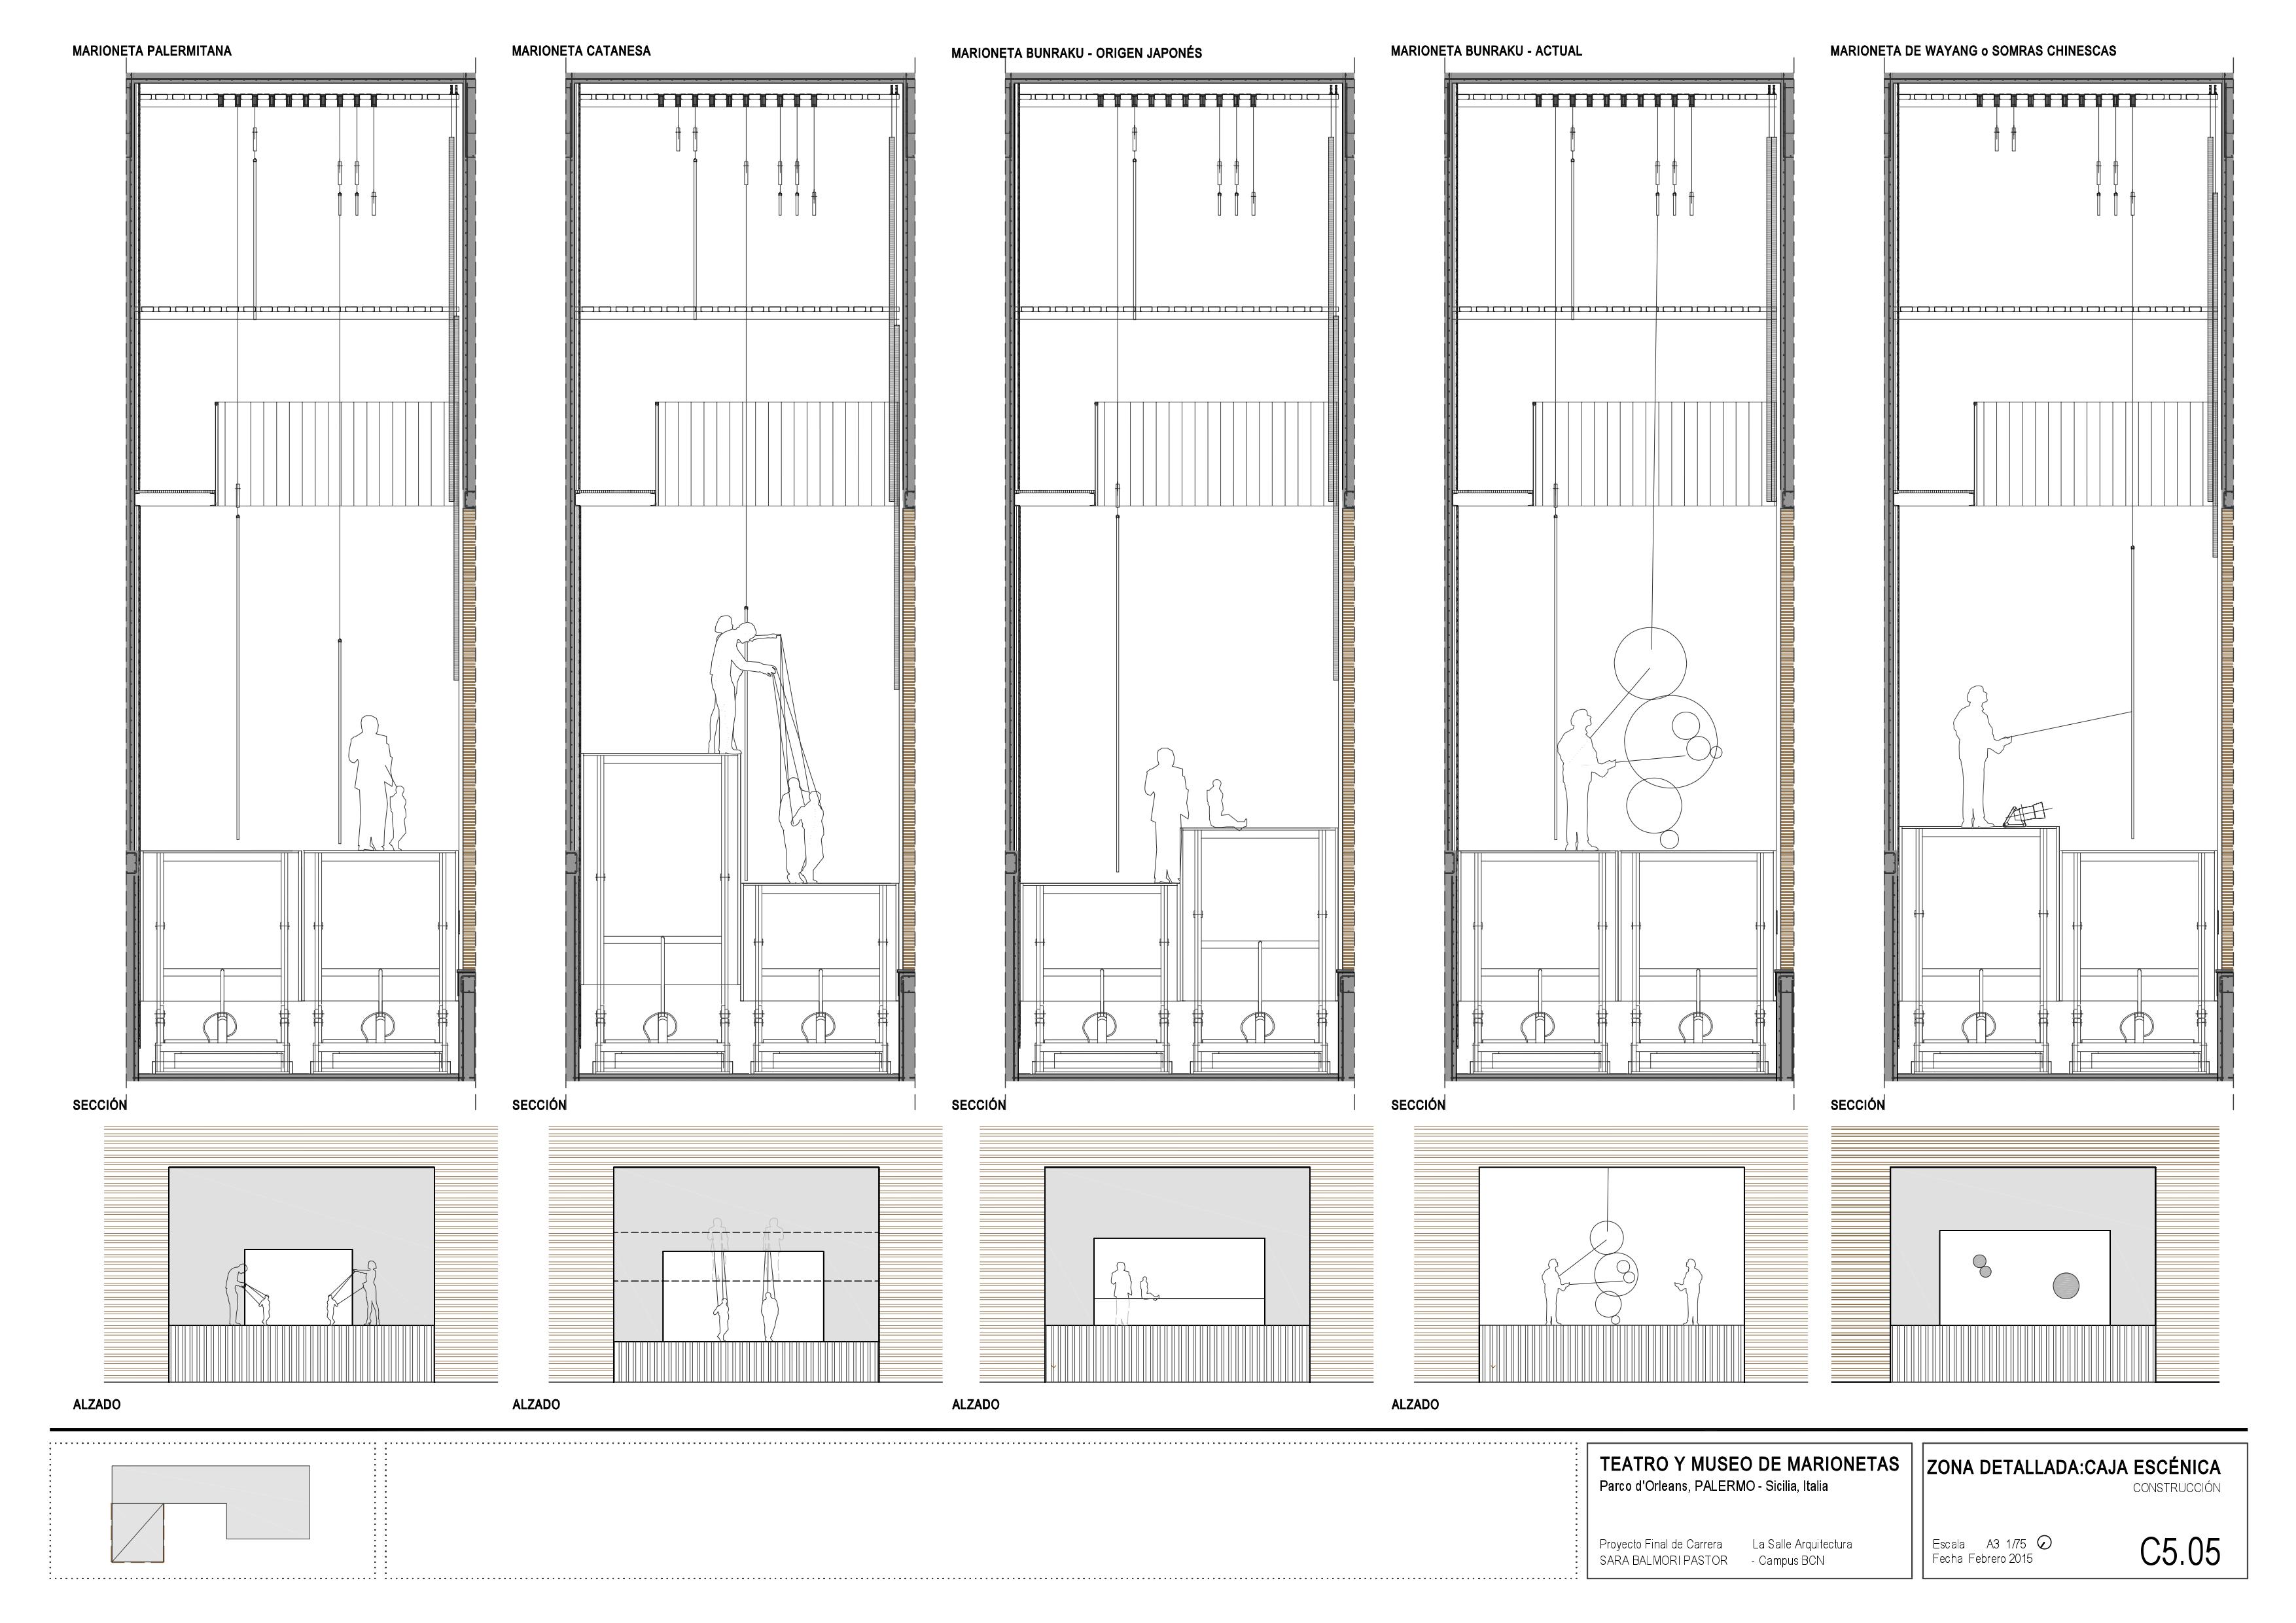 MARIONETA PALERMITANA
MARIONETA CATANESA
MARIONETA BUNRAKU - ORIGEN JAPONÉS
MARIONETA BUNRAKU - ACTUAL
MARIONETA DE WAYANG o SOMRAS CHINESCAS
SECCIÓN
SECCIÓN
SECCIÓN
SECCIÓN
SECCIÓN
ALZADO
ALZADO
ALZADO
ALZADO
TEATRO Y MUSEO DE MARIONETAS
Parco d'Orleans, PALERMO - Sicilia, Italia
Proyecto Final de Carrera La Salle Arquitectura
SARA BALMORI PASTOR - Campus BCN
ZONA DETALLADA:CAJA ESCÉNICA
CONSTRUCCIÓN
Escala A3 1/75
Fecha Febrero 2015
C5.05